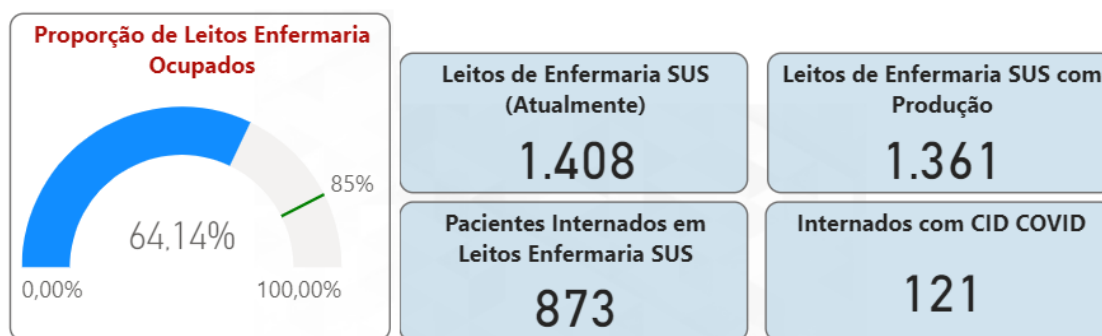 Proporção de Leitos Enfermaria
Ocupados
85%
64,14%
0,00%
100,00%
Leitos de Enfermaria SUS
(Atualmente)
1.408
Leitos de Enfermaria SUS com
Produção
1.361
Pacientes Internados em
Leitos Enfermaria SUS
873
Internados com CID COVID
121